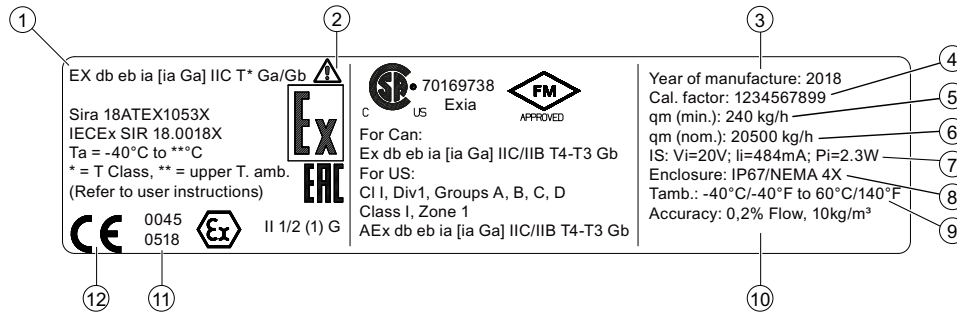 1
2
3
EX db eb ia [ia Ga] IIC T* Ga/Gb
Sira 18ATEX1053X
IECEx SIR 18.0018X
Ta = -40°C to **°C
* = T Class, ** = upper T. amb.
(Refer to user instructions)
Ex
EAC
CE
0045
0518
Ex
II 1/2 (1) G
C SA US
70169738
Exia
FM
APPROVED
For Can:
Ex db eb ia [ia Ga] IIC/IIB T4-T3 Gb
For US:
CI I, Div1, Groups A, B, C, D
Class I, Zone 1
AEx db eb ia [ia Ga] IIC/IIB T4-T3 Gb
Year of manufacture: 2018
Cal. factor: 1234567899
qm (min.): 240 kg/h
qm (nom.): 20500 kg/h
IS: Vi=20V; Ii=484mA; Pi=2.3W
Enclosure: IP67/NEMA 4X
Tamb.: -40°C/-40°F to 60°C/140°F
Accuracy: 0,2% Flow, 10kg/m³
4
5
6
7
8
9
12
11
10